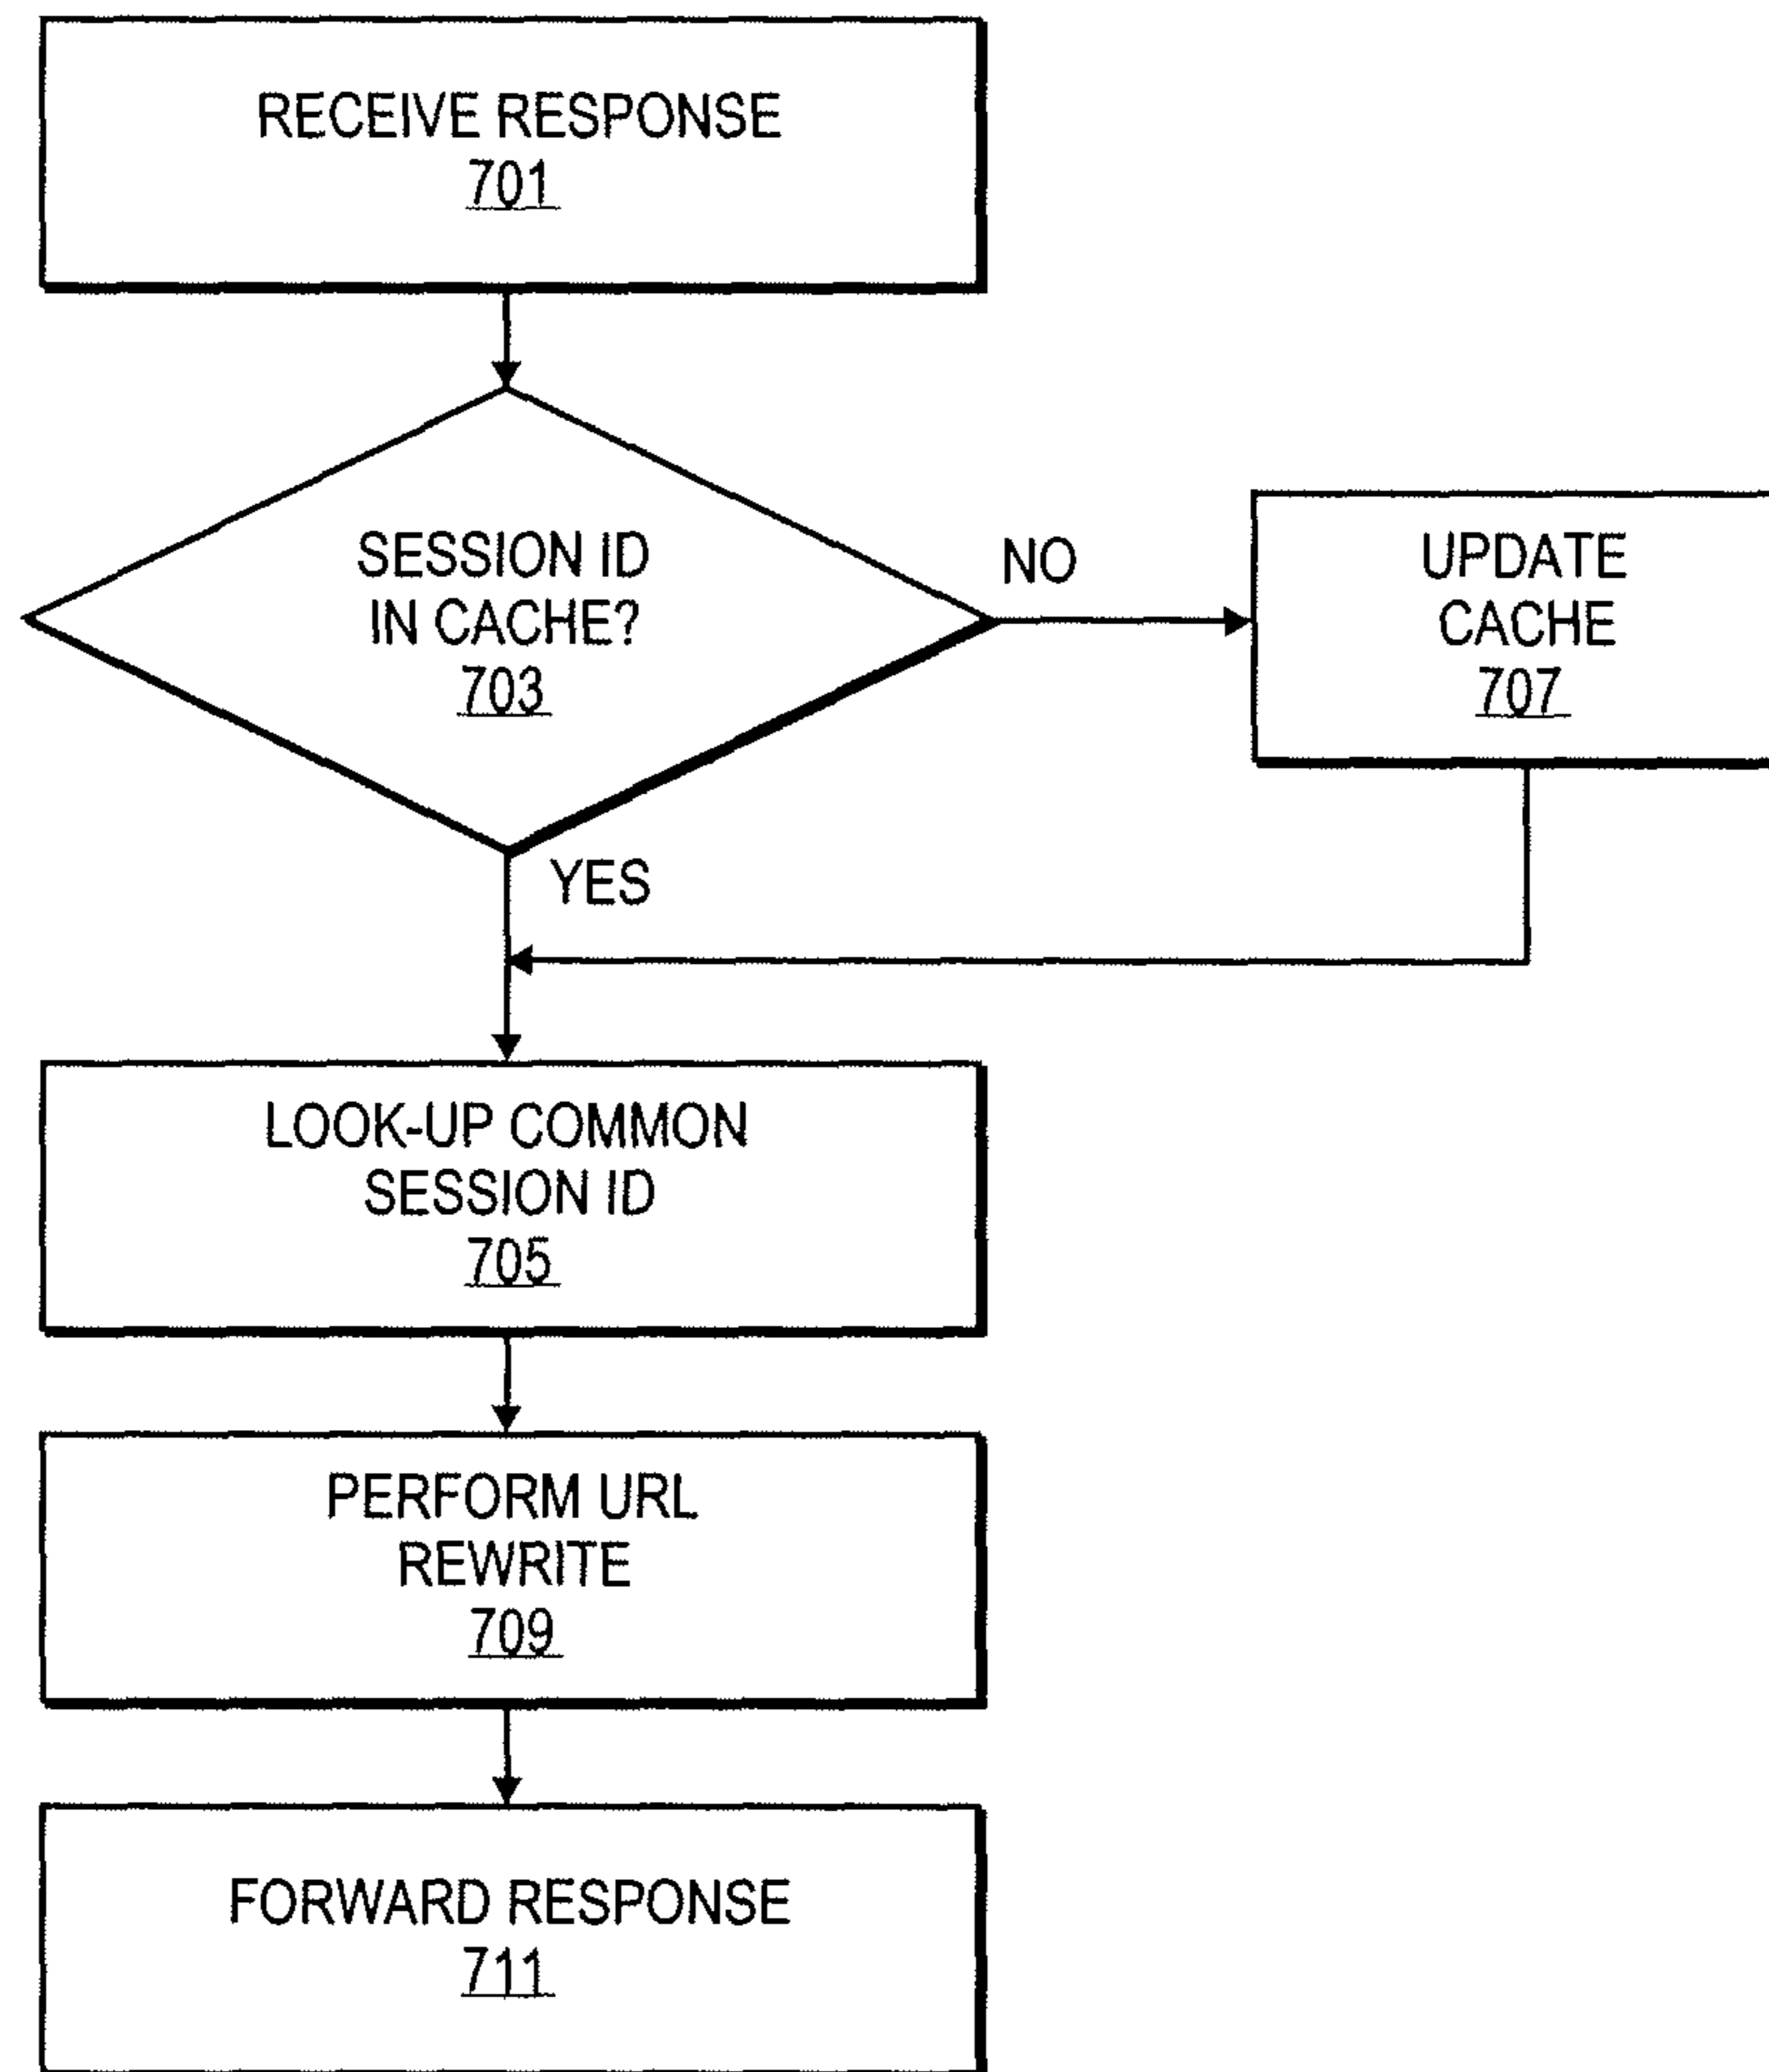 RECEIVE RESPONSE
701
SESSION ID
IN CACHE?
703
NO
UPDATE
CACHE
707
YES
LOOK-UP COMMON
SESSION ID
705
PERFORM URL
REWRITE
709
FORWARD RESPONSE
711